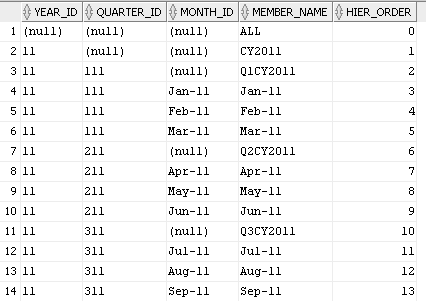 YEAR_ID QUARTER_ID MONTH_ID MEMBER_NAME HIER_ORDER
1 (null) (null) (null) ALL 0
2 11 (null) (null) CY2011 1
3 11 111 (null) Q1CY2011 2
4 11 111 Jan-11 Jan-11 3
5 11 111 Feb-11 Feb-11 4
6 11 111 Mar-11 Mar-11 5
7 11 211 (null) Q2CY2011 6
8 11 211 Apr-11 Apr-11 7
9 11 211 May-11 May-11 8
10 11 211 Jun-11 Jun-11 9
11 11 311 (null) Q3CY2011 10
12 11 311 Jul-11 Jul-11 11
13 11 311 Aug-11 Aug-11 12
14 11 311 Sep-11 Sep-11 13